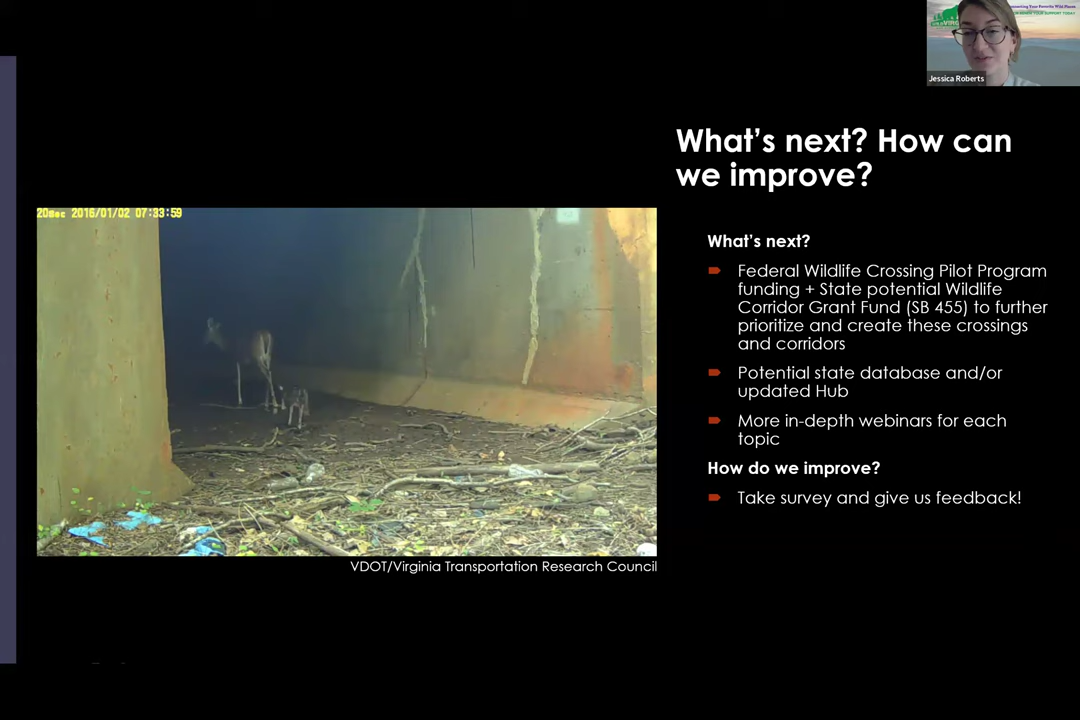 Jessica Roberts
What's next? How can
we improve?
20sec 2016/01/02 07:33:59
What's next?
Federal Wildlife Crossing Pilot Program
funding + State potential Wildlife
Corridor Grant Fund (SB 455) to further
prioritize and create these crossings
and corridors
Potential state database and/or
updated Hub
More in-depth webinars for each
topic
How do we improve?
Take survey and give us feedback!
VDOT/Virginia Transportation Research Council